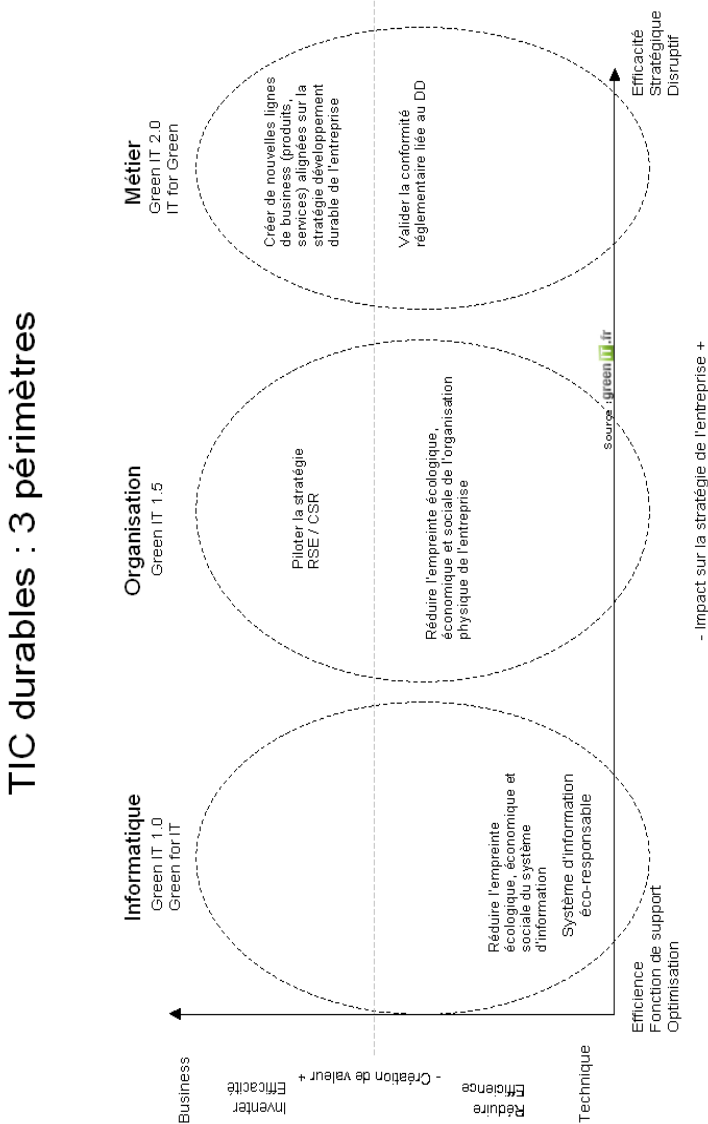 TIC durables : 3 périmètres
Informatique
Green IT 1.0
Green for IT
Organisation
Green IT 1.5
Métier
Green IT 2.0
IT for Green
Business
Inventer
Efficacité
- Création de valeur +
Réduire
Efficience
Technique
Réduire l'empreinte
écologique, économique et
sociale du système
d'information
Système d'information
éco-responsable
Piloter la stratégie
RSE / CSR
Réduire l'empreinte écologique,
économique et sociale de l'organisation
physique de l'entreprise
Créer de nouvelles lignes
de business (produits,
services) alignées sur la
stratégie développement
durable de l'entreprise
Valider la conformité
réglementaire liée au DD
Source : greenIT.fr
Efficience
Fonction de support
Optimisation
- Impact sur la stratégie de l'entreprise +
Efficacité
Stratégique
Disruptif